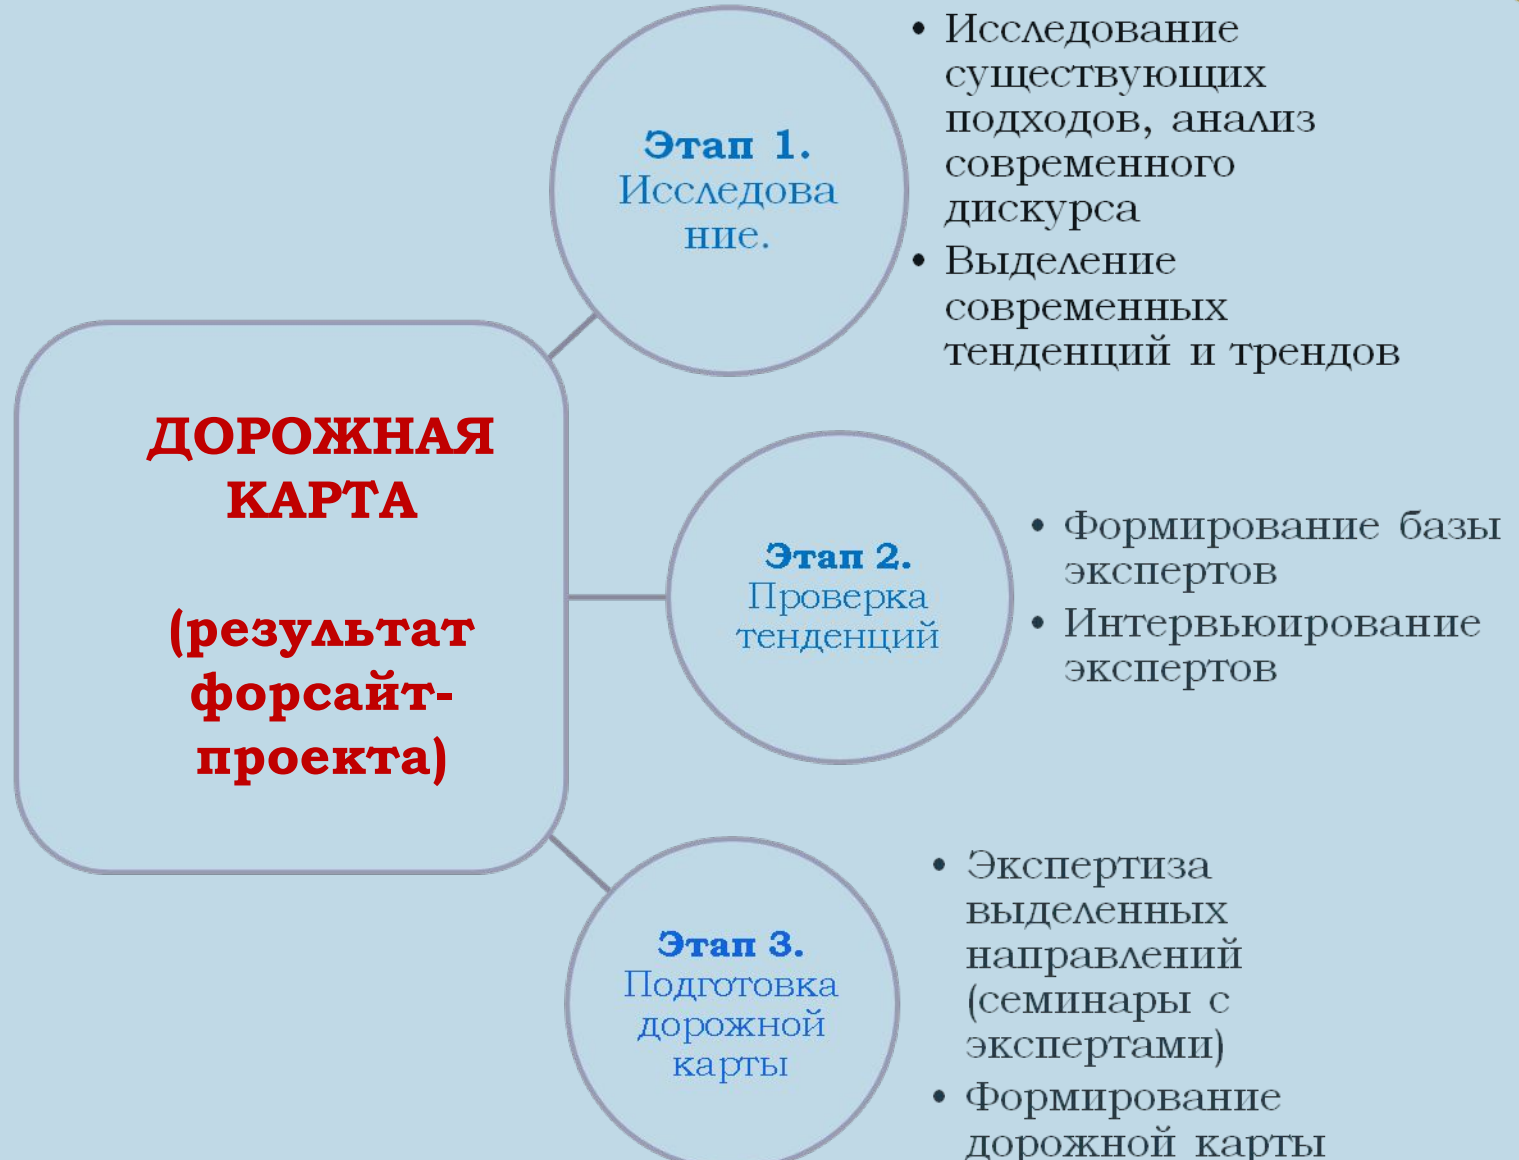 ДОРОЖНАЯ
КАРТА
(результат
форсайт-
проекта)
Этап 1.
Исследова
ние.
• Исследование
существующих
подходов, анализ
современного
дискурса
• Выделение
современных
тенденций и трендов
Этап 2.
Проверка
тенденций
• Формирование базы
экспертов
• Интервьюирование
экспертов
Этап 3.
Подготовка
дорожной
карты
• Экспертиза
выделенных
направлений
(семинары с
экспертами)
• Формирование
дорожной карты